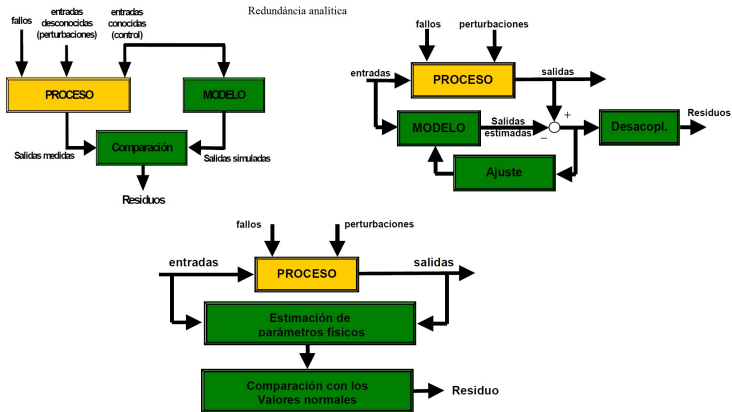 Redundância analítica
fallos
entradas
desconocidas
(perturbaciones)
entradas
conocidas
(control)
PROCESO
MODELO
Comparación
Salidas medidas
Salidas simuladas
Residuos
fallos
perturbaciones
entradas
PROCESO
salidas
MODELO
Salidas
estimadas
+
−
Desacopl.
Residuos
Ajuste
fallos
perturbaciones
entradas
PROCESO
salidas
Estimación de
parámetros físicos
Comparación con los
Valores normales
Residuo